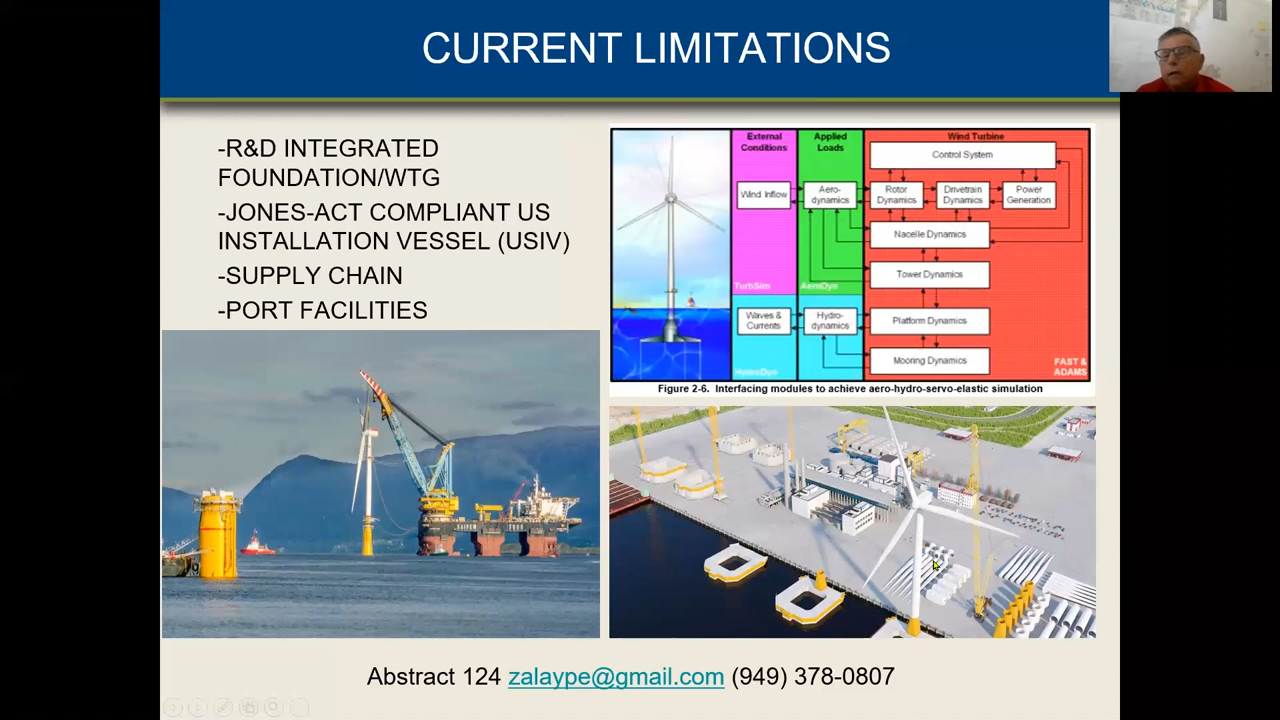 CURRENT LIMITATIONS
-R&D INTEGRATED
FOUNDATION/WTG
-JONES-ACT COMPLIANT US
INSTALLATION VESSEL (USIV)
-SUPPLY CHAIN
-PORT FACILITIES
External
Conditions
Applied
Loads
Wind Turbine
Control System
Wind Inflow
Aero-
dynamics
Rotor
Dynamics
Drivetrain
Dynamics
Power
Generation
Nacelle Dynamics
Tower Dynamics
TurbSim
AeroDyn
Waves &
Currents
Hydro-
dynamics
Platform Dynamics
Mooring Dynamics
HydroDyn
FAST &
ADAMS
Figure 2-6. Interfacing modules to achieve aero-hydro-servo-elastic simulation
Abstract 124 zalaype@gmail.com (949) 378-0807